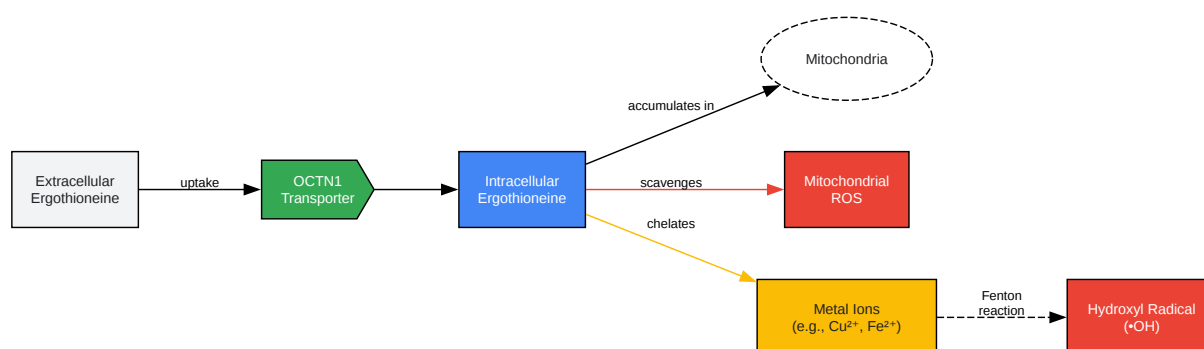 Mitochondria
accumulates in
Extracellular
Ergothioneine
uptake
OCTN1
Transporter
Intracellular
Ergothioneine
scavenges
Mitochondrial
ROS
chelates
Metal Ions
(e.g., Cu²⁺, Fe²⁺)
Fenton
reaction
Hydroxyl Radical
(•OH)